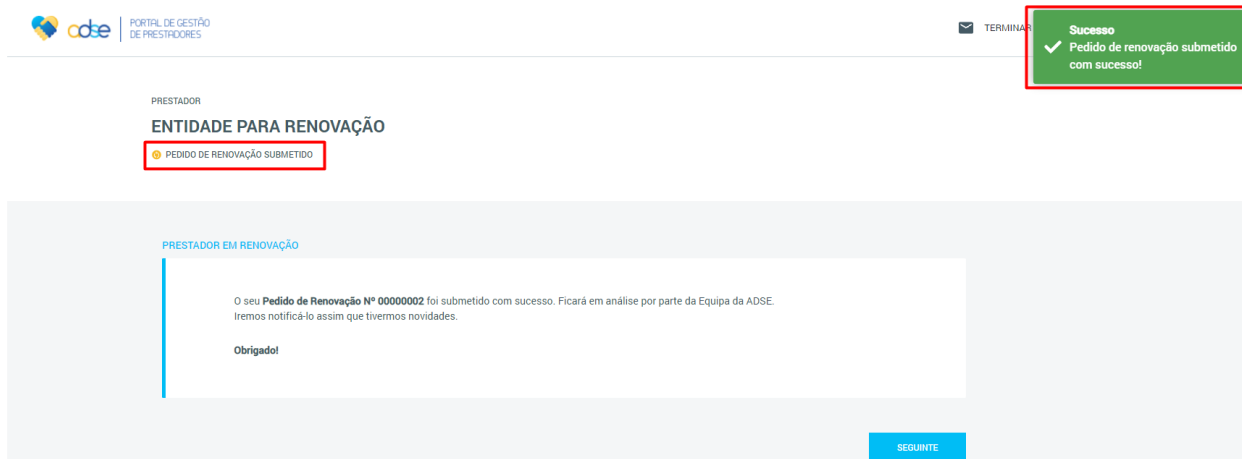 adse
PORTAL DE GESTÃO
DE PRESTADORES
TERMINAR
Sucesso
Pedido de renovação submetido
com sucesso!
PRESTADOR
ENTIDADE PARA RENOVAÇÃO
PEDIDO DE RENOVAÇÃO SUBMETIDO
PRESTADOR EM RENOVAÇÃO
O seu Pedido de Renovação Nº 00000002 foi submetido com sucesso. Ficará em análise por parte da Equipa da ADSE.
Iremos notificá-lo assim que tivermos novidades.
Obrigado!
SEGUINTE